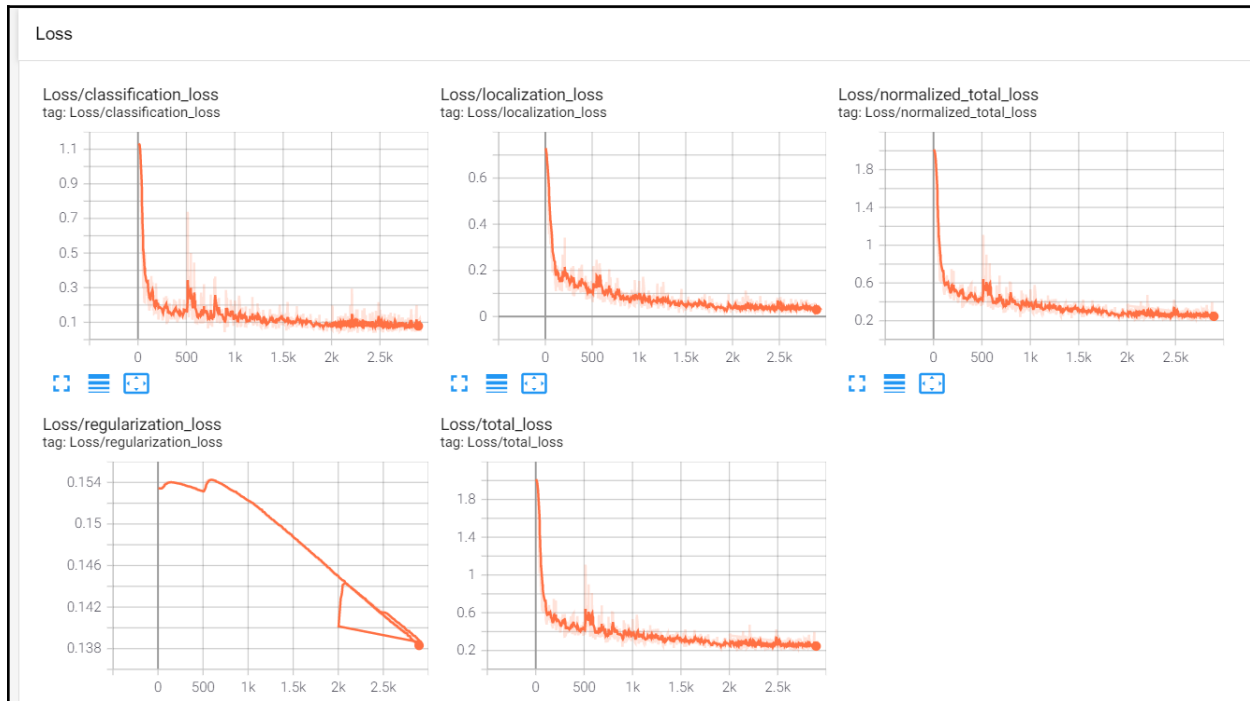 Loss
Loss/classification_loss
tag: Loss/classification_loss
1.1
0.9
0.7
0.5
0.3
0.1
0 500 1k 1.5k 2k 2.5k
Loss/localization_loss
tag: Loss/localization_loss
0.6
0.4
0.2
0
0 500 1k 1.5k 2k 2.5k
Loss/normalized_total_loss
tag: Loss/normalized_total_loss
1.8
1.4
1
0.6
0.2
0 500 1k 1.5k 2k 2.5k
Loss/regularization_loss
tag: Loss/regularization_loss
0.154
0.15
0.146
0.142
0.138
0 500 1k 1.5k 2k 2.5k
Loss/total_loss
tag: Loss/total_loss
1.8
1.4
1
0.6
0.2
0 500 1k 1.5k 2k 2.5k